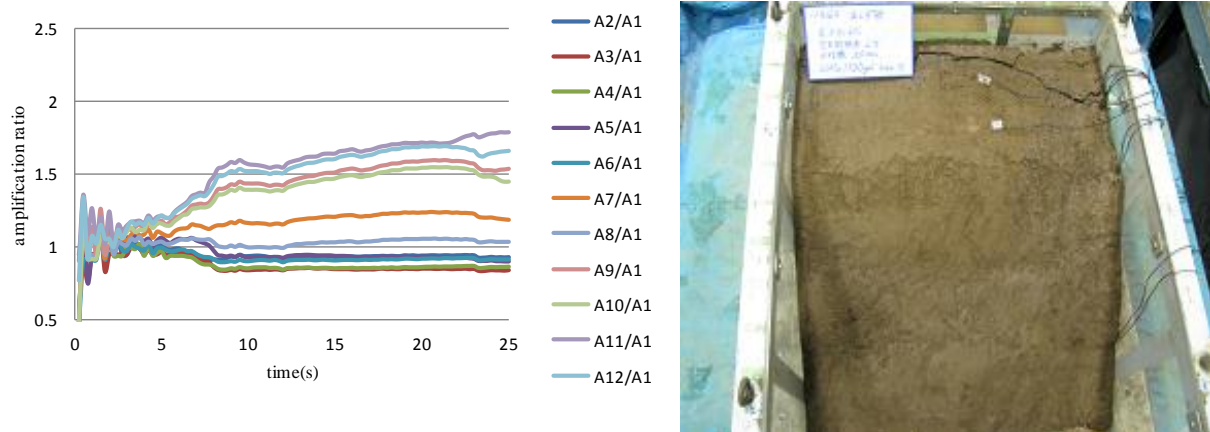 2.5
2
1.5
1
0.5
0 5 10 15 20 25
amplification ratio
time(s)
A2/A1
A3/A1
A4/A1
A5/A1
A6/A1
A7/A1
A8/A1
A9/A1
A10/A1
A11/A1
A12/A1